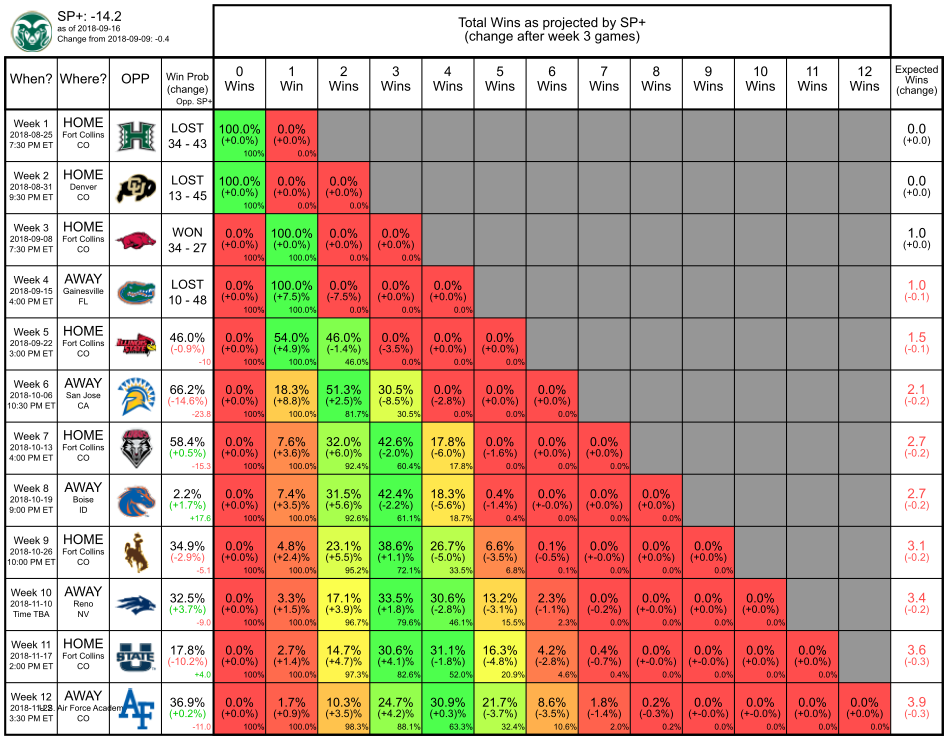 SP+: -14.2
as of 2018-09-16
Change from 2018-09-09: -0.4
Total Wins as projected by SP+
(change after week 3 games)
When? Where? OPP Win Prob (change) Opp. SP+ 0 Wins 1 Win 2 Wins 3 Wins 4 Wins 5 Wins 6 Wins 7 Wins 8 Wins 9 Wins 10 Wins 11 Wins 12 Wins Expected Wins (change)
Week 1 HOME LOST 100.0% 0.0% 0.0
2018-08-25 Fort Collins 34 - 43 (+0.0%) (+0.0%) (+0.0)
7:30 PM ET CO 100% 0.0%
Week 2 HOME LOST 100.0% 0.0% 0.0% 0.0
2018-08-31 Denver 13 - 45 (+0.0%) (+0.0%) (+0.0%) (+0.0)
9:30 PM ET CO 100% 0.0% 0.0%
Week 3 HOME WON 0.0% 100.0% 0.0% 0.0% 1.0
2018-09-08 Fort Collins 34 - 27 (+0.0%) (+0.0%) (+0.0%) (+0.0%) (+0.0)
7:30 PM ET CO 100% 100.0% 0.0% 0.0%
Week 4 AWAY LOST 0.0% 100.0% 0.0% 0.0% 0.0% 1.0
2018-09-15 Gainesville 10 - 48 (+0.0%) (+7.5)% (-7.5)% (+0.0%) (+0.0%) (-0.1)
4:00 PM ET FL 100% 100.0% 0.0% 0.0% 0.0%
Week 5 HOME ILLINOIS STATE 46.0% 0.0% 54.0% 46.0% 0.0% 0.0% 0.0% 1.5
2018-09-22 Fort Collins (-0.9%) (+0.0%) (+4.9)% (-1.4)% (-3.5)% (+0.0%) (+0.0%) (-0.1)
3:00 PM ET CO -10 100% 100.0% 46.0% 0.0% 0.0% 0.0%
Week 6 AWAY 66.2% 0.0% 18.3% 51.3% 30.5% 0.0% 0.0% 0.0% 2.1
2018-10-06 San Jose (-14.6%) (+0.0%) (+8.8)% (+2.5)% (-8.5)% (-2.8)% (+0.0%) (+0.0%) (-0.2)
10:30 PM ET CA -23.8 100% 100.0% 81.7% 30.5% 0.0% 0.0% 0.0%
Week 7 HOME LOBOS 58.4% 0.0% 7.6% 32.0% 42.6% 17.8% 0.0% 0.0% 0.0% 2.7
2018-10-13 Fort Collins (+0.5%) (+0.0%) (+3.6)% (+6.0)% (-2.0)% (-6.0)% (-1.6)% (+0.0%) (+0.0%) (-0.2)
4:00 PM ET CO -15.3 100% 100.0% 92.4% 60.4% 17.8% 0.0% 0.0% 0.0%
Week 8 AWAY 2.2% 0.0% 7.4% 31.5% 42.4% 18.3% 0.4% 0.0% 0.0% 0.0% 2.7
2018-10-19 Boise (+1.7%) (+0.0%) (+3.5)% (+5.6)% (-2.2)% (-5.6)% (-1.4)% (+-0.0)% (+0.0%) (+0.0%) (-0.2)
9:00 PM ET ID +17.6 100% 100.0% 92.6% 61.1% 18.7% 0.4% 0.0% 0.0% 0.0%
Week 9 HOME 34.9% 0.0% 4.8% 23.1% 38.6% 26.7% 6.6% 0.1% 0.0% 0.0% 0.0% 3.1
2018-10-26 Fort Collins (-2.9%) (+0.0%) (+2.4)% (+5.5)% (+1.1)% (-5.0)% (-3.5)% (-0.5)% (+-0.0)% (+0.0%) (+0.0%) (-0.2)
10:00 PM ET CO -5.1 100% 100.0% 95.2% 72.1% 33.5% 6.8% 0.1% 0.0% 0.0% 0.0%
Week 10 AWAY 32.5% 0.0% 3.3% 17.1% 33.5% 30.6% 13.2% 2.3% 0.0% 0.0% 0.0% 0.0% 3.4
2018-11-10 Reno (+3.7%) (+0.0%) (+1.5)% (+3.9)% (+1.8)% (-2.8)% (-3.1)% (-1.1)% (-0.2)% (+-0.0)% (+0.0%) (+0.0%) (-0.2)
Time TBA NV -9.0 100% 100.0% 96.7% 79.6% 46.1% 15.5% 2.3% 0.0% 0.0% 0.0% 0.0%
Week 11 HOME STATE 17.8% 0.0% 2.7% 14.7% 30.6% 31.1% 16.3% 4.2% 0.4% 0.0% 0.0% 0.0% 0.0% 3.6
2018-11-17 Fort Collins (-10.2%) (+0.0%) (+1.4)% (+4.7)% (+4.1)% (-1.8)% (-4.8)% (-2.8)% (-0.7)% (+-0.0)% (+-0.0)% (+0.0%) (+0.0%) (-0.3)
2:00 PM ET CO +4.0 100% 100.0% 97.3% 82.6% 52.0% 20.9% 4.6% 0.4% 0.0% 0.0% 0.0% 0.0%
Week 12 AWAY AF 36.9% 0.0% 1.7% 10.3% 24.7% 30.9% 21.7% 8.6% 1.8% 0.2% 0.0% 0.0% 0.0% 0.0% 3.9
Air Force Academy (+0.2%) (+0.0%) (+0.9)% (+3.5)% (+4.2)% (+0.3)% (-3.7)% (-3.5)% (-1.4)% (-0.3)% (+-0.0)% (+-0.0)% (+0.0%) (+0.0%) (-0.3)
3:30 PM ET CO -11.0 100% 100.0% 98.3% 88.1% 63.3% 32.4% 10.6% 2.0% 0.2% 0.0% 0.0% 0.0% 0.0%